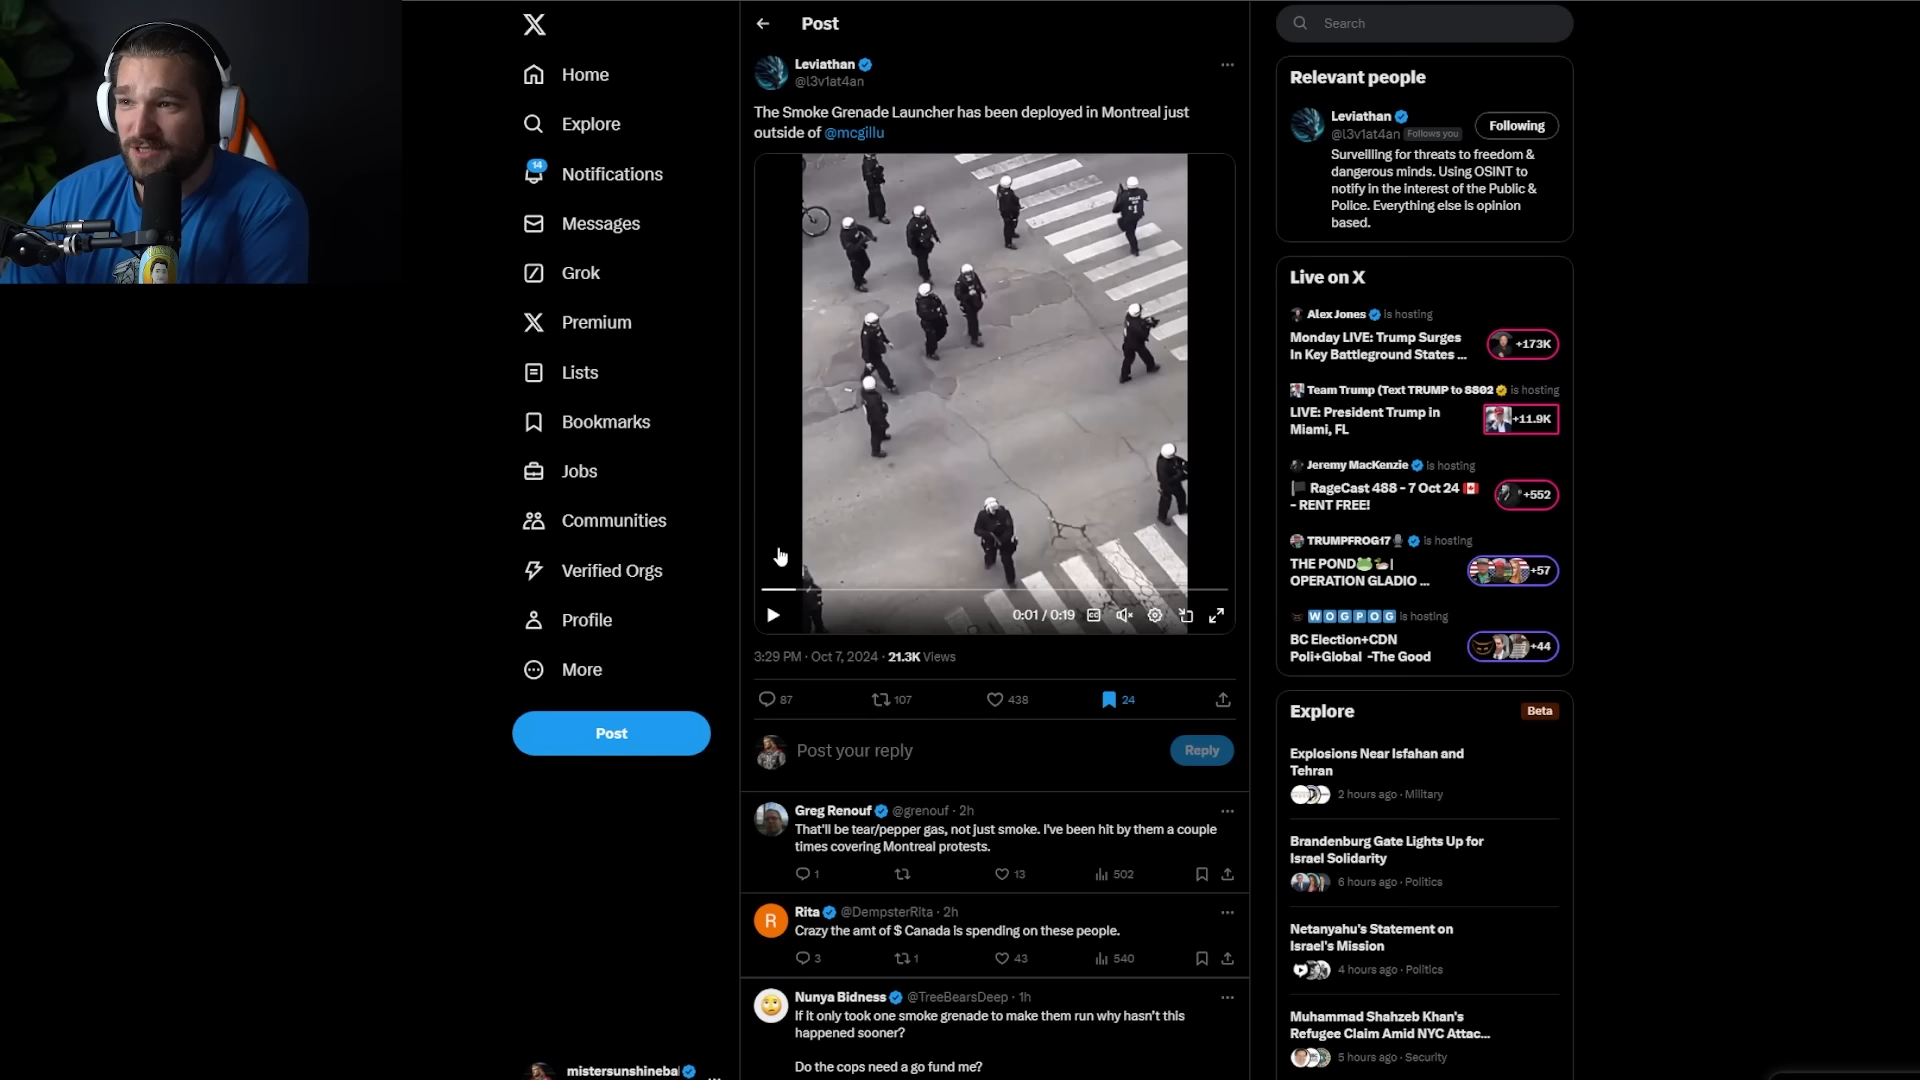 Home
Explore
14
Notifications
Messages
Grok
Premium
Lists
Bookmarks
Jobs
Communities
Verified Orgs
Profile
More
Post
mistersunshineba
Post
Leviathan
@l3v1at4an
The Smoke Grenade Launcher has been deployed in Montreal just
outside of @mcgillu
0:01 / 0:19
3:29 PM · Oct 7, 2024 · 21.3K Views
87 107 438 24
Post your reply
Reply
Greg Renouf @grenouf · 2h
That'll be tear/pepper gas, not just smoke. I've been hit by them a couple
times covering Montreal protests.
1 13 502
R
Rita @DempsterRita · 2h
Crazy the amt of $ Canada is spending on these people.
3 1 43 540
Nunya Bidness @TreeBearsDeep · 1h
If it only took one smoke grenade to make them run why hasn't this
happened sooner?
Do the cops need a go fund me?
Search
Relevant people
Leviathan
@l3v1at4an Follows you
Following
Surveilling for threats to freedom &
dangerous minds. Using OSINT to
notify in the interest of the Public &
Police. Everything else is opinion
based.
Live on X
Alex Jones is hosting
Monday LIVE: Trump Surges
In Key Battleground States ...
+173K
Team Trump (Text TRUMP to 8802 is hosting
LIVE: President Trump in
Miami, FL
+11.9K
Jeremy MacKenzie is hosting
RageCast 488 - 7 Oct 24
- RENT FREE!
+552
TRUMPFROG17 is hosting
THE POND |
OPERATION GLADIO ...
+57
WOGPOG is hosting
BC Election+CDN
Poli+Global -The Good
+44
Explore
Beta
Explosions Near Isfahan and
Tehran
2 hours ago · Military
Brandenburg Gate Lights Up for
Israel Solidarity
6 hours ago · Politics
Netanyahu's Statement on
Israel's Mission
4 hours ago · Politics
Muhammad Shahzeb Khan's
Refugee Claim Amid NYC Attac...
5 hours ago · Security